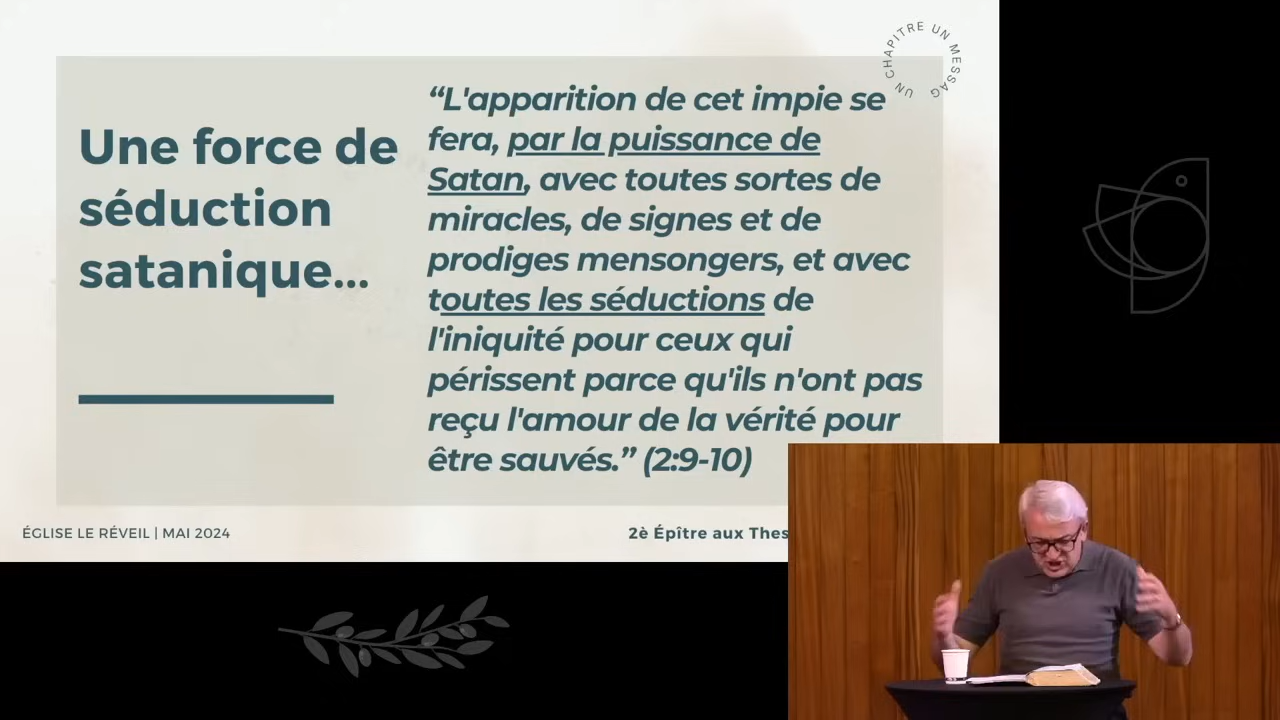 UN CHAPITRE UN MESSAG
Une force de
séduction
satanique...
“L'apparition de cet impie se
fera, par la puissance de
Satan, avec toutes sortes de
miracles, de signes et de
prodiges mensongers, et avec
toutes les séductions de
l'iniquité pour ceux qui
périssent parce qu'ils n'ont pas
reçu l'amour de la vérité pour
être sauvés.” (2:9-10)
ÉGLISE LE RÉVEIL | MAI 2024
2è Épître aux Thes